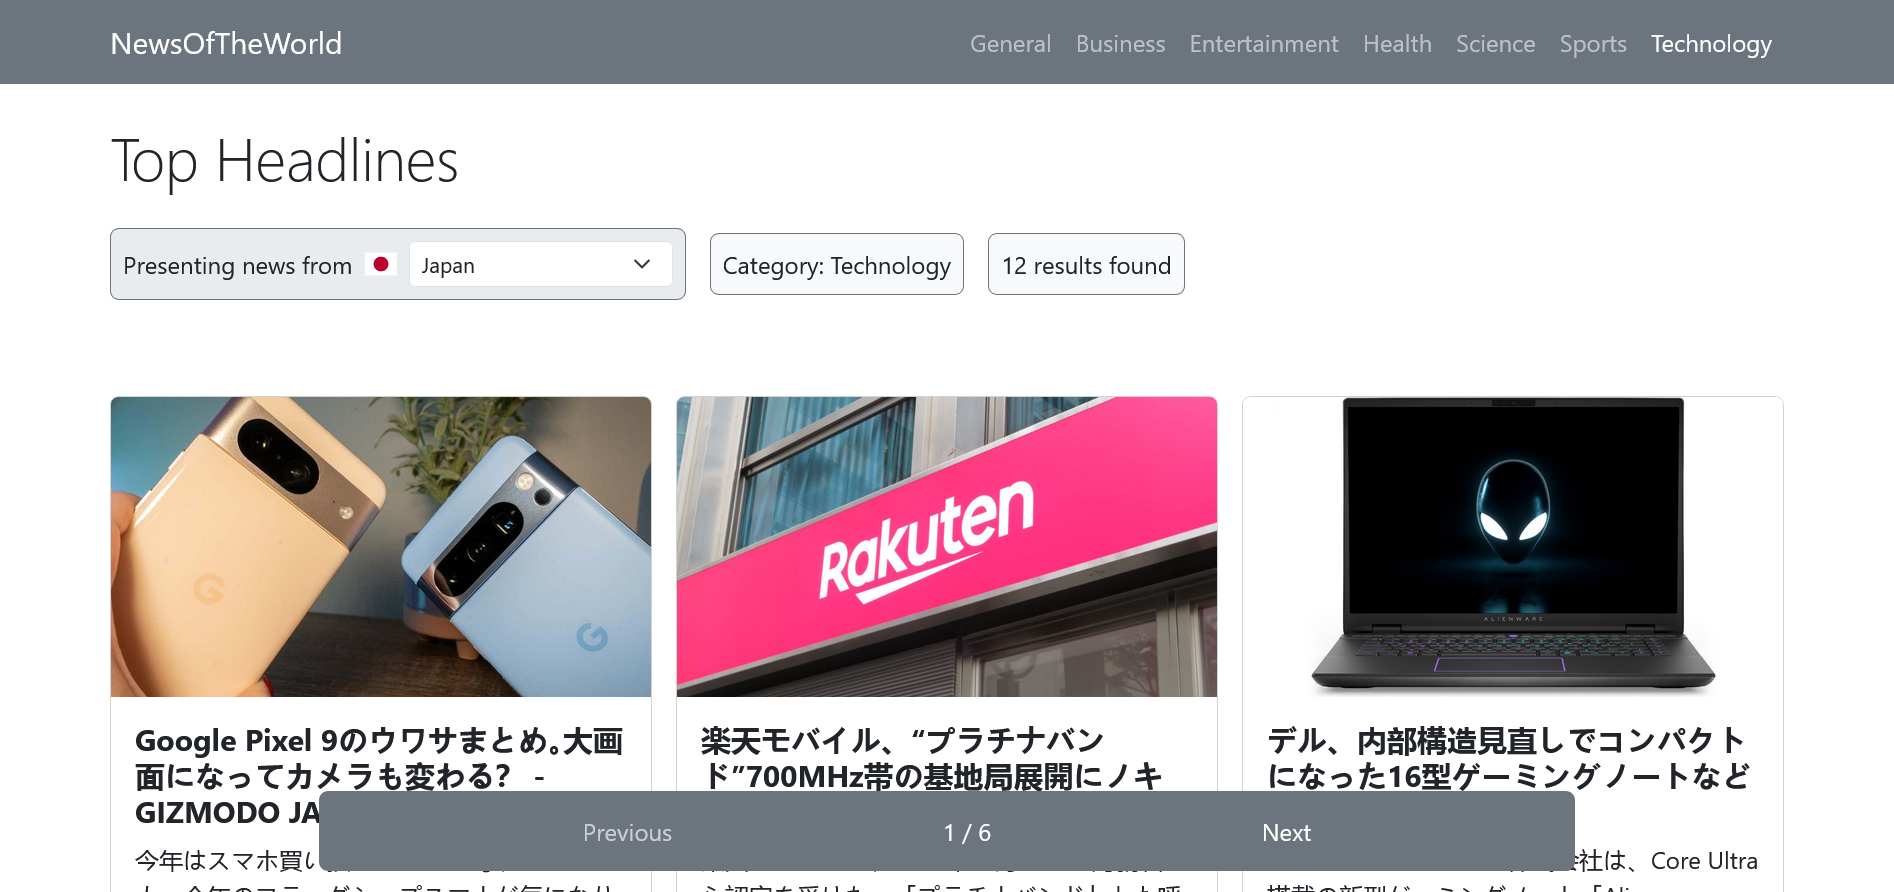 NewsOfTheWorld
General Business Entertainment Health Science Sports Technology
Top Headlines
Presenting news from Japan
Category: Technology
12 results found
Rakuten
ALIENWARE
Google Pixel 9のウワサまとめ。大画
面になってカメラも変わる? -
GIZMODO JA
今年はスマホ買い
楽天モバイル、“プラチナバン
ド”700MHz帯の基地局展開にノキ
デル、内部構造見直しでコンパクト
になった16型ゲーミングノートなど
会社は、Core Ultra
Previous 1 / 6 Next